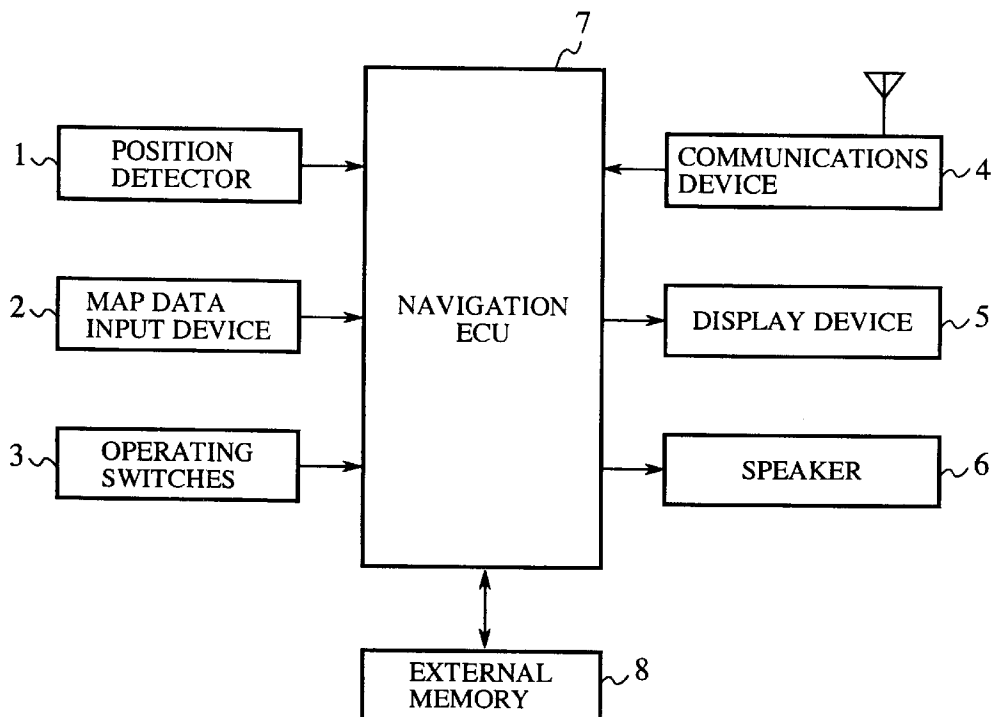 7
1
POSITION
DETECTOR
COMMUNICATIONS
DEVICE
4
2
MAP DATA
INPUT DEVICE
NAVIGATION
ECU
DISPLAY DEVICE
5
3
OPERATING
SWITCHES
SPEAKER
6
EXTERNAL
MEMORY
8